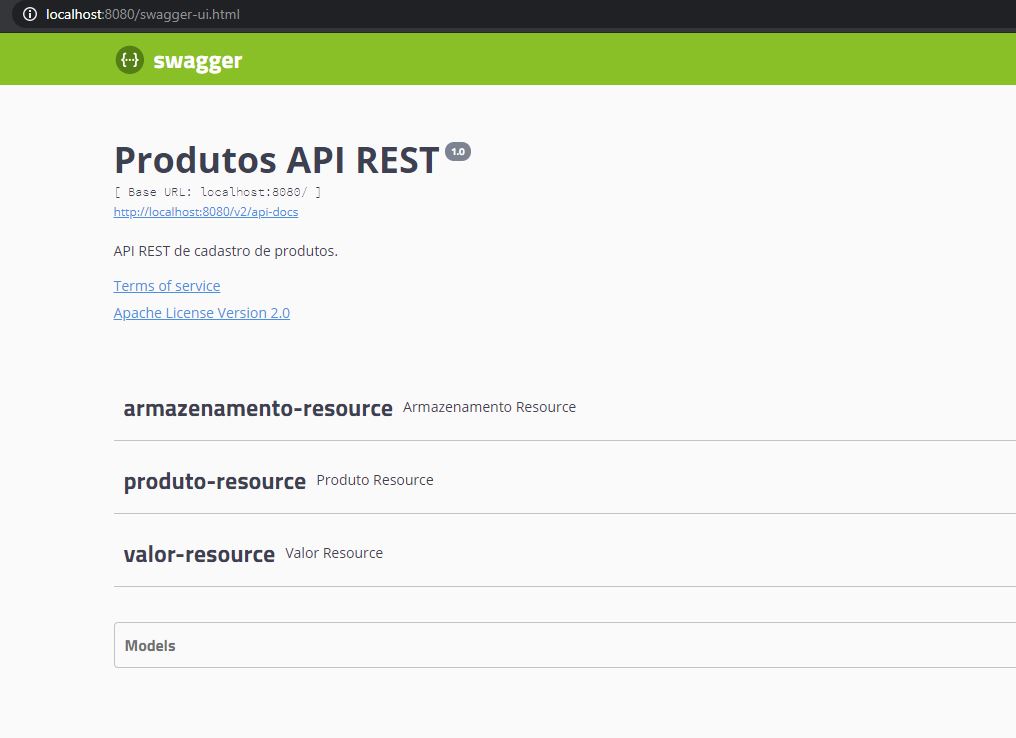 localhost:8080/swagger-ui.html
{···} swagger
Produtos API REST 1.0
[ Base URL: localhost:8080/ ]
http://localhost:8080/v2/api-docs
API REST de cadastro de produtos.
Terms of service
Apache License Version 2.0
armazenamento-resource Armazenamento Resource
produto-resource Produto Resource
valor-resource Valor Resource
Models